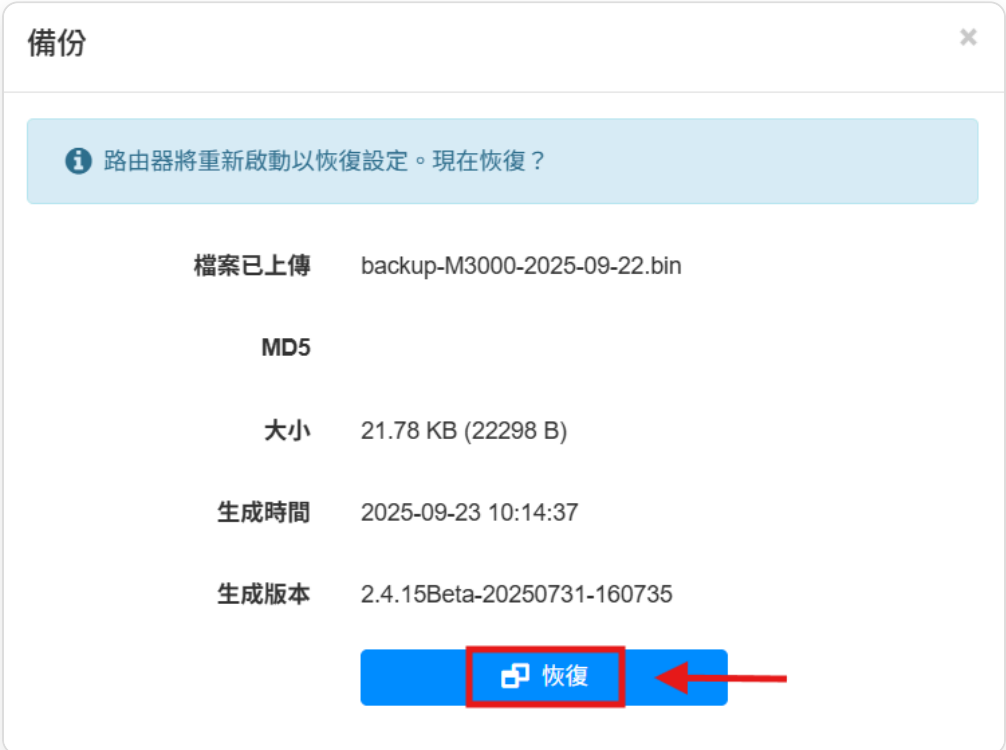 備份
×
路由器將重新啟動以恢復設定。現在恢復？
檔案已上傳 backup-M3000-2025-09-22.bin
MD5
大小 21.78 KB (22298 B)
生成時間 2025-09-23 10:14:37
生成版本 2.4.15Beta-20250731-160735
恢復